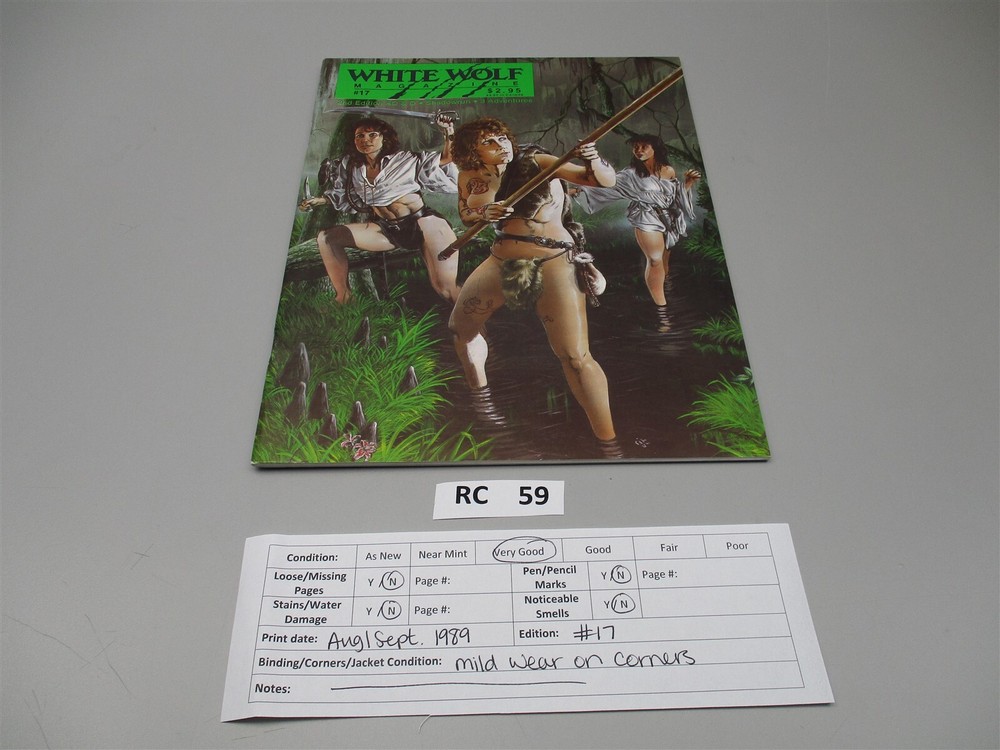 WHITE WOLF
MAGAZINE
#17 $2.95
RC 59
Condition: As New Near Mint Very Good Good Fair Poor
Loose/Missing Pages Y / N Page #: Pen/Pencil Marks Y / N Page #:
Stains/Water Damage Y / N Page #: Noticeable Smells Y / N
Print date: Aug/Sept. 1989 Edition: #17
Binding/Corners/Jacket Condition: mild wear on corners
Notes: